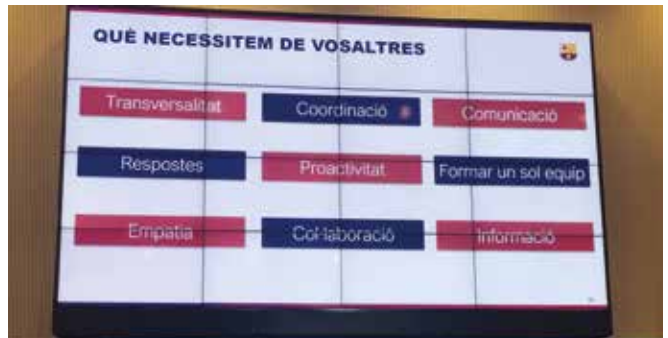 QUÈ NECESSITEM DE VOSALTRES
Transversalitat Coordinació Comunicació
Respostes Proactivitat Formar un sol equip
Empatia Col·laboració Informació